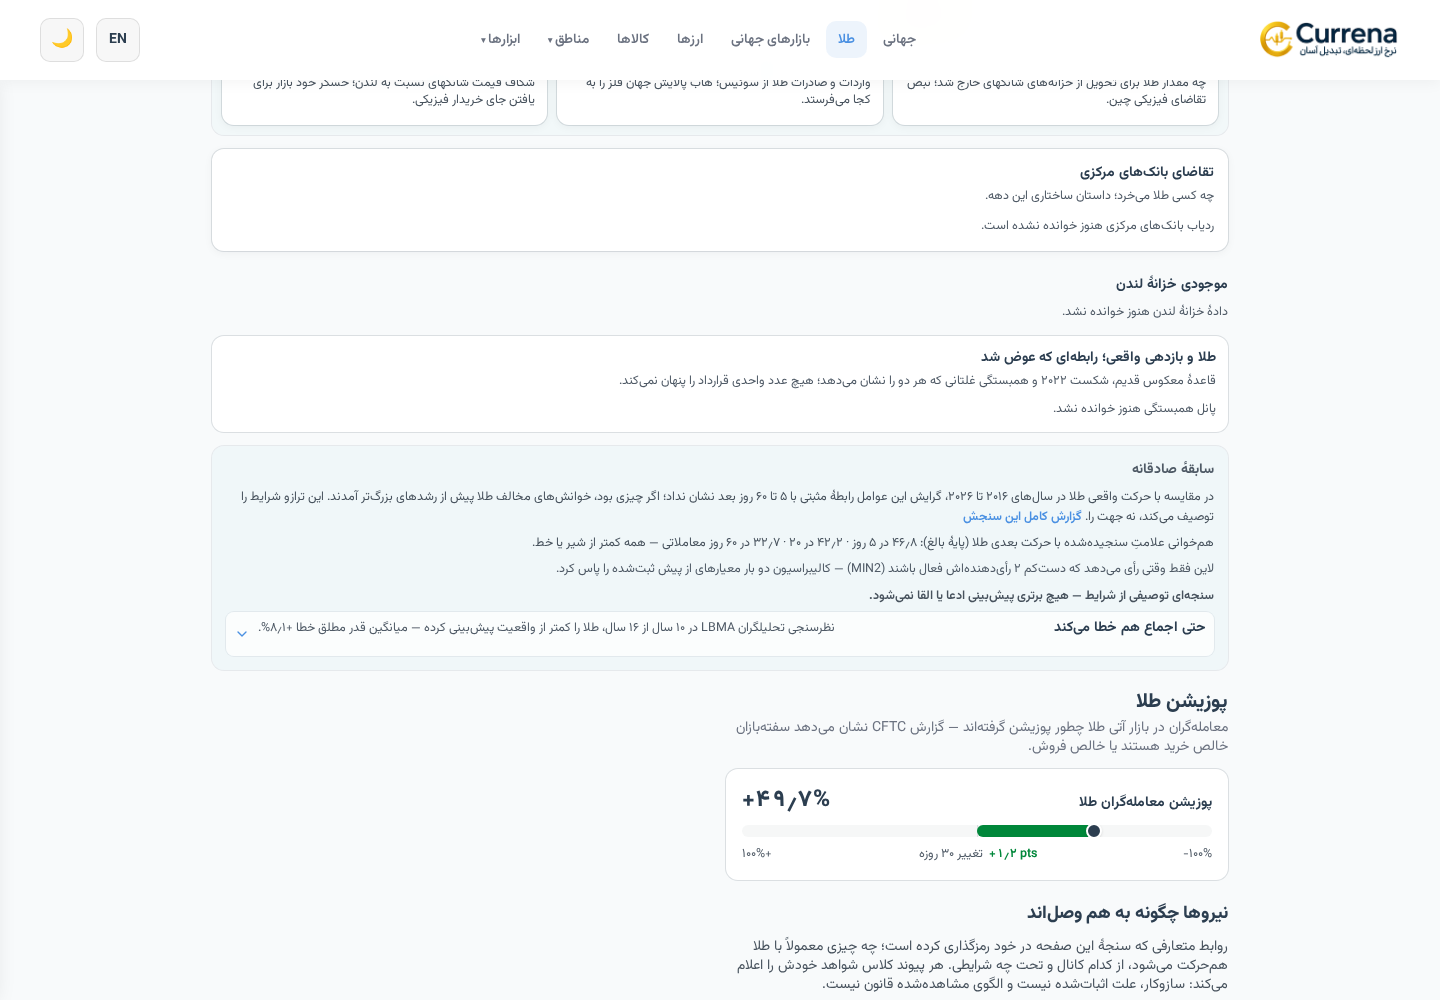 Currena
نرخ ارز لحظه‌ای، تبدیل آسان
جهانی
طلا
بازارهای جهانی
ارزها
کالاها
مناطق ▾
ابزارها ▾
EN
چه مقدار طلا برای تحویل از خزانه‌های شانگهای خارج شد؛ نبض
تقاضای فیزیکی چین.
واردات و صادرات طلا از سوئیس؛ هاب پالایش جهان فلز را به
کجا می‌فرستد.
شکاف قیمت شانگهای نسبت به لندن؛ حسگر خود بازار برای
یافتن جای خریدار فیزیکی.
تقاضای بانک‌های مرکزی
چه کسی طلا می‌خرد؛ داستان ساختاری این دهه.
ردیاب بانک‌های مرکزی هنوز خوانده نشده است.
موجودی خزانهٔ لندن
دادهٔ خزانهٔ لندن هنوز خوانده نشد.
طلا و بازدهی واقعی؛ رابطه‌ای که عوض شد
قاعدهٔ معکوس قدیم، شکست ۲۰۲۲ و همبستگی غلتانی که هر دو را نشان می‌دهد؛ هیچ عدد واحدی قرارداد را پنهان نمی‌کند.
پانل همبستگی هنوز خوانده نشد.
سابقهٔ صادقانه
در مقایسه با حرکت واقعی طلا در سال‌های ۲۰۱۶ تا ۲۰۲۶، گرایش این عوامل رابطهٔ مثبتی با ۵ تا ۶۰ روز بعد نشان نداد؛ اگر چیزی بود، خوانش‌های مخالف طلا پیش از رشدهای بزرگ‌تر آمدند. این ترازو شرایط را
توصیف می‌کند، نه جهت را. گزارش کامل این سنجش
هم‌خوانی علامتِ سنجیده‌شده با حرکت بعدی طلا (پایهٔ بالغ): ۴۶٫۸ در ۵ روز · ۴۲٫۲ در ۲۰ · ۳۲٫۷ در ۶۰ روز معاملاتی — همه کمتر از شیر یا خط.
لاین فقط وقتی رأی می‌دهد که دست‌کم ۲ رأی‌دهنده‌اش فعال باشند (MIN2) — کالیبراسیون دو بار معیارهای از پیش ثبت‌شده را پاس کرد.
سنجه‌ای توصیفی از شرایط — هیچ برتری پیش‌بینی ادعا یا القا نمی‌شود.
حتی اجماع هم خطا می‌کند
نظرسنجی تحلیلگران LBMA در ۱۰ سال از ۱۶ سال، طلا را کمتر از واقعیت پیش‌بینی کرده — میانگین قدر مطلق خطا +۸٫۱%.
پوزیشن طلا
معامله‌گران در بازار آتی طلا چطور پوزیشن گرفته‌اند — گزارش CFTC نشان می‌دهد سفته‌بازان
خالص خرید هستند یا خالص فروش.
پوزیشن معامله‌گران طلا
+۴۹٫۷%
-۱۰۰%
+۱٫۲ pts تغییر ۳۰ روزه
+۱۰۰%
نیروها چگونه به هم وصل‌اند
روابط متعارفی که سنجهٔ این صفحه در خود رمزگذاری کرده است؛ چه چیزی معمولاً با طلا
هم‌حرکت می‌شود، از کدام کانال و تحت چه شرایطی. هر پیوند کلاس شواهد خودش را اعلام
می‌کند: سازوکار، علت اثبات‌شده نیست و الگوی مشاهده‌شده قانون نیست.